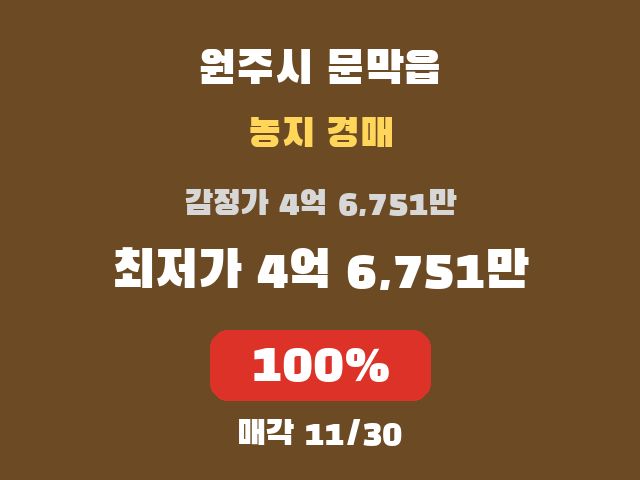 원주시 문막읍
농지 경매
감정가 4억 6,751만
최저가 4억 6,751만
100%
매각 11/30